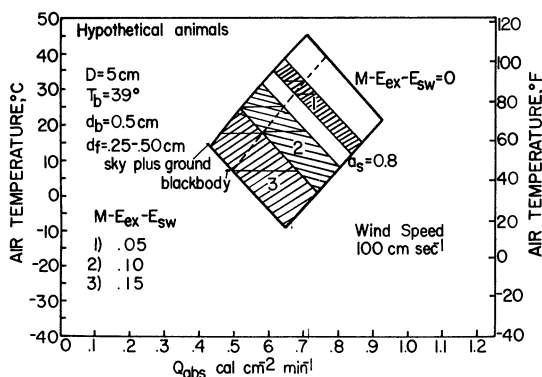 Hypothetical animals
D=5cm
T_b=39°
d_b=0.5cm
d_f=.25-.50cm
sky plus ground
blackbody
M-E_ex-E_sw
1) .05
2) .10
3) .15
M-E_ex-E_sw=0
a_s=0.8
1
2
3
Wind Speed
100 cm sec⁻¹
AIR TEMPERATURE,°C
50
40
30
20
10
0
-10
-20
-30
-40
AIR TEMPERATURE,°F
120
100
80
60
40
20
0
-20
-40
0 .1 .2 .3 .4 .5 .6 .7 .8 .9 1.0 1.1 1.2
Q_abs cal cm⁻² min⁻¹